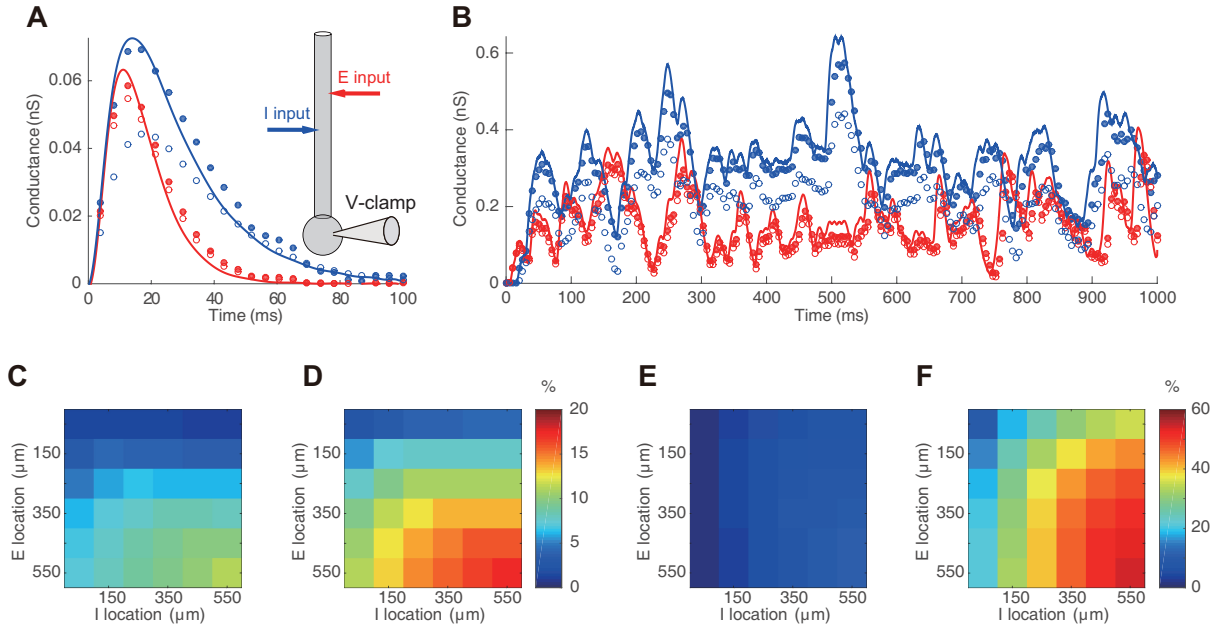 A
Conductance (nS)
0.06
0.04
0.02
0
0 20 40 60 80 100
Time (ms)
E input
I input
V-clamp
B
Conductance (nS)
0.6
0.4
0.2
0
0 100 200 300 400 500 600 700 800 900 1000
Time (ms)
C
E location (µm)
150
350
550
150 350 550
I location (µm)
D
E location (µm)
150
350
550
150 350 550
I location (µm)
%
20
15
10
5
0
E
E location (µm)
150
350
550
150 350 550
I location (µm)
F
E location (µm)
150
350
550
150 350 550
I location (µm)
%
60
40
20
0